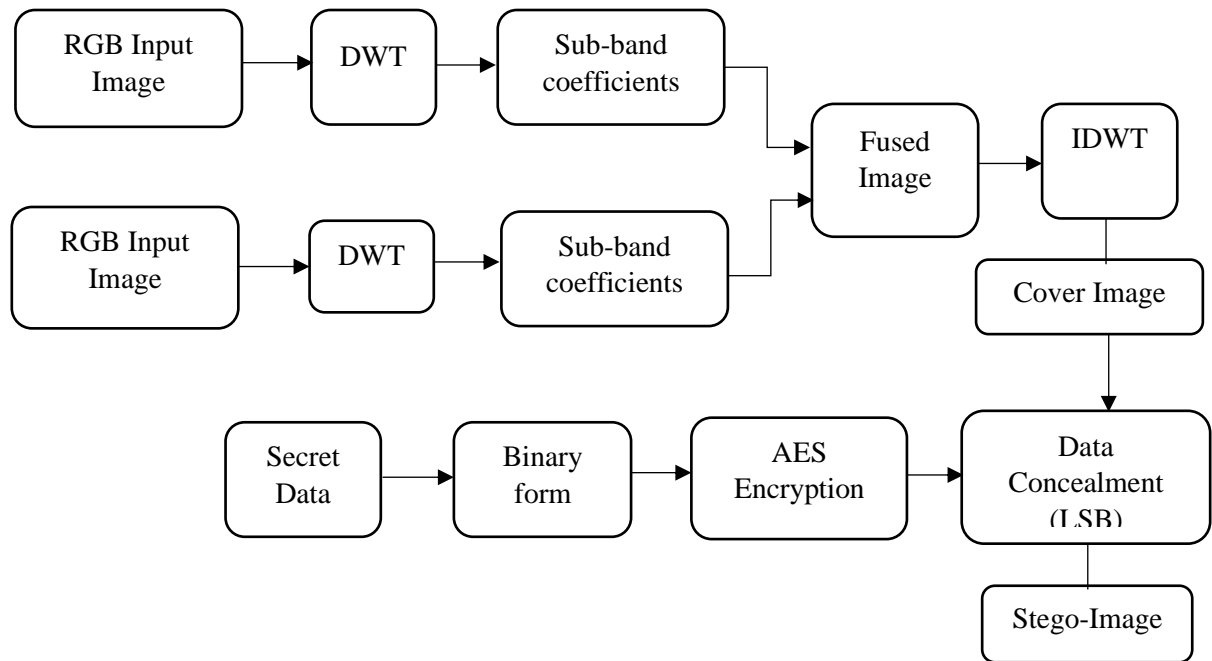 RGB Input
Image
DWT
Sub-band
coefficients
Fused
Image
IDWT
RGB Input
Image
DWT
Sub-band
coefficients
Cover Image
Secret
Data
Binary
form
AES
Encryption
Data
Concealment
(LSB)
Stego-Image